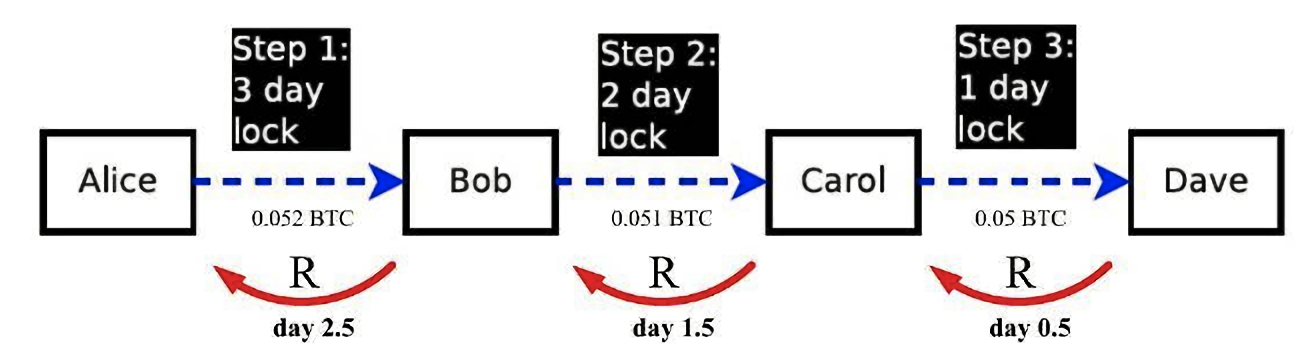 Step 1:
3 day
lock
Step 2:
2 day
lock
Step 3:
1 day
lock
Alice
Bob
Carol
Dave
0.052 BTC
0.051 BTC
0.05 BTC
R
R
R
day 2.5
day 1.5
day 0.5